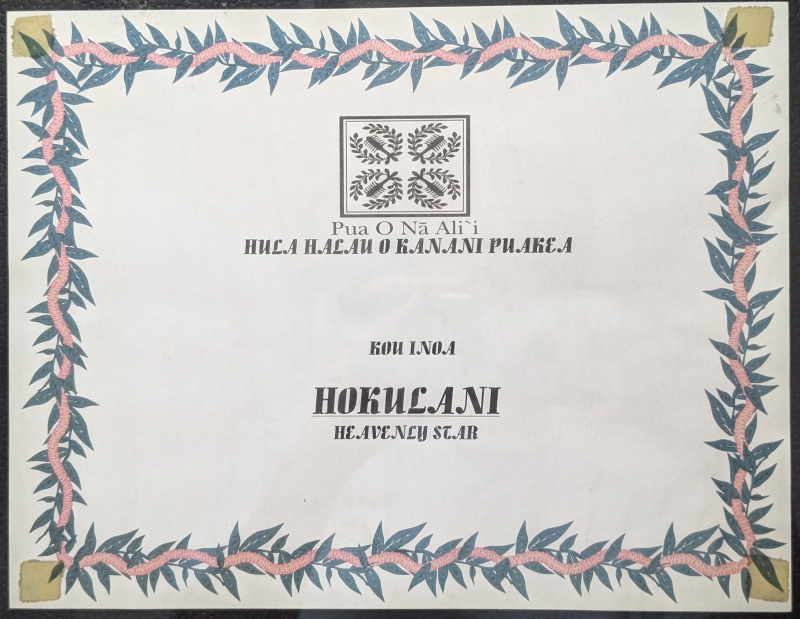 Pua O Nā Ali`i
HULA HALAU O KANANI PUAKEA
KOU INOA
HOKULANI
HEAVENLY STAR